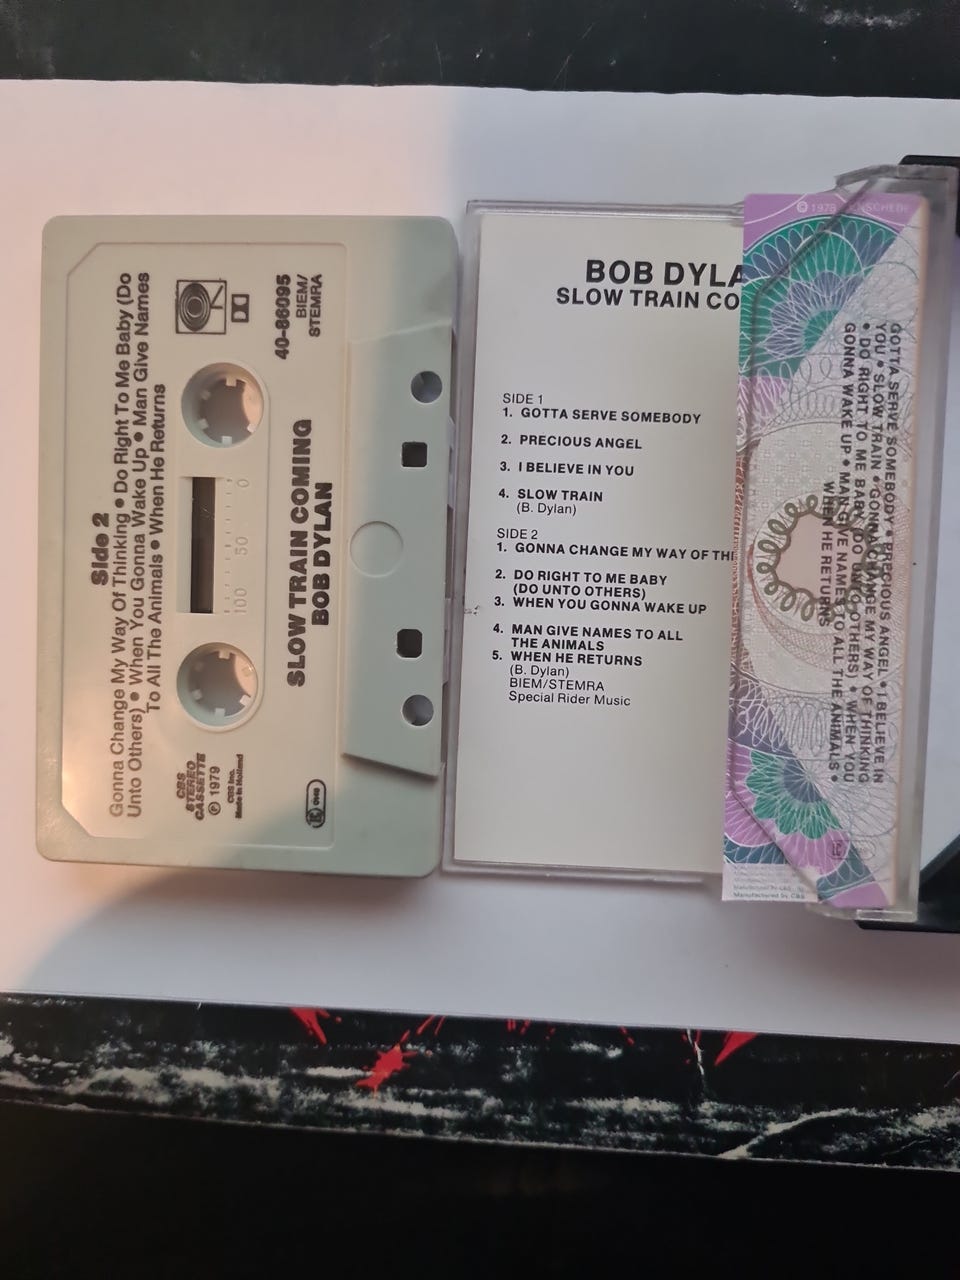 Side 2
Gonna Change My Way Of Thinking • Do Right To Me Baby (Do
Unto Others) • When You Gonna Wake Up • Man Give Names
To All The Animals • When He Returns
40-86095
BIEM/
STEMRA
100 50 0
CBS
STEREO
CASSETTE
℗ 1979
CBS Inc.
Made in Holland
SLOW TRAIN COMING
BOB DYLAN
BOB DYLA
SLOW TRAIN CO
SIDE 1
1. GOTTA SERVE SOMEBODY
2. PRECIOUS ANGEL
3. I BELIEVE IN YOU
4. SLOW TRAIN
(B. Dylan)
SIDE 2
1. GONNA CHANGE MY WAY OF THI
2. DO RIGHT TO ME BABY
(DO UNTO OTHERS)
3. WHEN YOU GONNA WAKE UP
4. MAN GIVE NAMES TO ALL
THE ANIMALS
5. WHEN HE RETURNS
(B. Dylan)
BIEM/STEMRA
Special Rider Music
GOTTA SERVE SOMEBODY • PRECIOUS ANGEL • I BELIEVE IN
YOU • SLOW TRAIN • GONNA CHANGE MY WAY OF THINKING
• DO RIGHT TO ME BABY (DO UNTO OTHERS) • WHEN YOU
GONNA WAKE UP • MAN GIVE NAMES TO ALL THE ANIMALS •
WHEN HE RETURNS
Manufactured by CBS